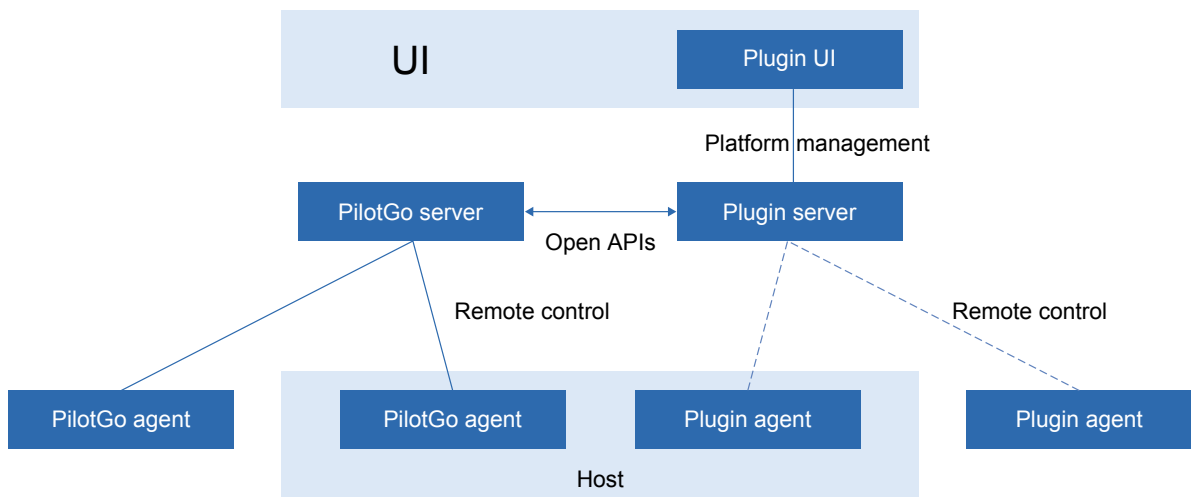 UI
Plugin UI
Platform management
PilotGo server
Plugin server
Open APIs
Remote control
Remote control
PilotGo agent
PilotGo agent
Plugin agent
Plugin agent
Host